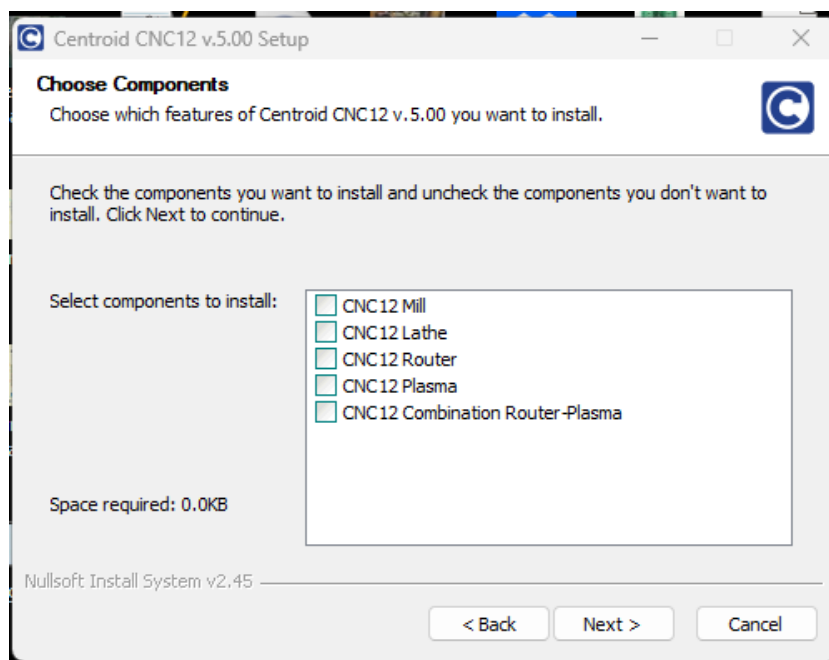 Centroid CNC12 v.5.00 Setup
Choose Components
Choose which features of Centroid CNC12 v.5.00 you want to install.
Check the components you want to install and uncheck the components you don't want to
install. Click Next to continue.
Select components to install:
CNC12 Mill
CNC12 Lathe
CNC12 Router
CNC12 Plasma
CNC12 Combination Router-Plasma
Space required: 0.0KB
Nullsoft Install System v2.45
< Back
Next >
Cancel